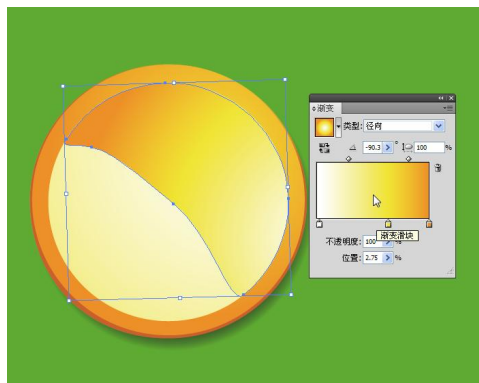 渐变
类型: 径向
-90.3 ° 100 %
渐变滑块
不透明度: 100 %
位置: 2.75 %